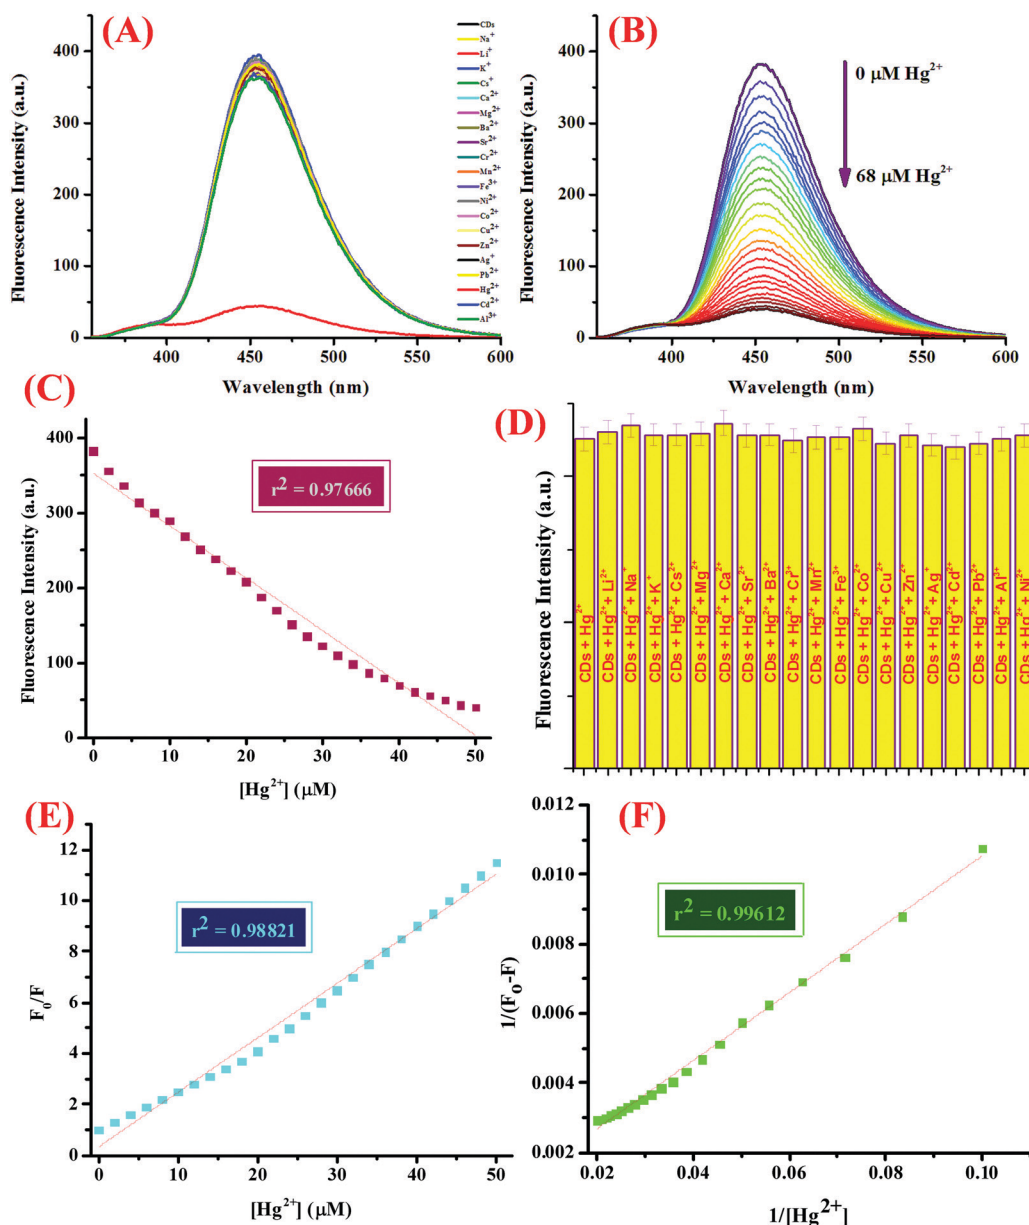 (A)
Fluorescence Intensity (a.u.)
400
300
200
100
0
400
450
500
550
600
Wavelength (nm)
CDs
Na⁺
Li⁺
K⁺
Cs⁺
Ca²⁺
Mg²⁺
Ba²⁺
Sr²⁺
Cr²⁺
Mn²⁺
Fe³⁺
Ni²⁺
Co²⁺
Cu²⁺
Zn²⁺
Ag⁺
Pb²⁺
Hg²⁺
Cd²⁺
Al³⁺
(B)
Fluorescence Intensity (a.u.)
400
300
200
100
0
400
450
500
550
600
Wavelength (nm)
0 μM Hg²⁺
68 μM Hg²⁺
(C)
Fluorescence Intensity (a.u.)
400
300
200
100
0
0
10
20
30
40
50
[Hg²⁺] (μM)
r² = 0.97666
(D)
Fluorescence Intensity (a.u.)
CDs + Hg²⁺
CDs + Hg²⁺+ Li²⁺
CDs + Hg²⁺+ Na⁺
CDs + Hg²⁺+ K⁺
CDs + Hg²⁺+ Cs²⁺
CDs + Hg²⁺+ Mg²⁺
CDs + Hg²⁺+ Ca²⁺
CDs + Hg²⁺+ Sr²⁺
CDs + Hg²⁺+ Ba²⁺
CDs + Hg²⁺+ Cr³⁺
CDs + Hg²⁺+ Mn²⁺
CDs + Hg²⁺+ Fe³⁺
CDs + Hg²⁺+ Co²⁺
CDs + Hg²⁺+ Cu²⁺
CDs + Hg²⁺+ Zn²⁺
CDs + Hg²⁺+ Ag⁺
CDs + Hg²⁺+ Cd²⁺
CDs + Hg²⁺+ Pb²⁺
CDs + Hg²⁺+ Al³⁺
CDs + Hg²⁺+ Ni²⁺
(E)
F₀/F
12
10
8
6
4
2
0
0
10
20
30
40
50
[Hg²⁺] (μM)
r² = 0.98821
(F)
1/(F₀-F)
0.012
0.010
0.008
0.006
0.004
0.002
0.02
0.04
0.06
0.08
0.10
1/[Hg²⁺]
r² = 0.99612